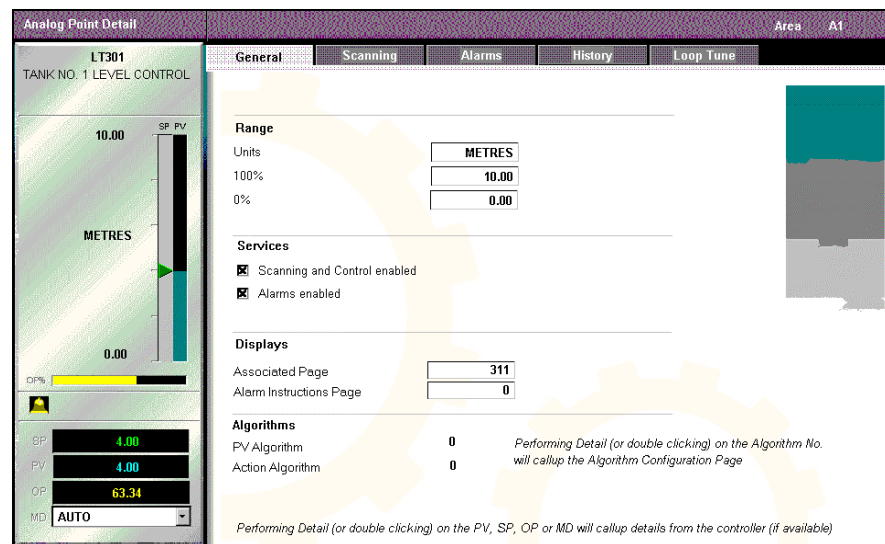 Analog Point Detail
Area A1
LT301
TANK NO. 1 LEVEL CONTROL
General Scanning Alarms History Loop Tune
SP PV
10.00
METRES
0.00
OP%
SP 4.00
PV 4.00
OP 63.34
MD AUTO
Range
Units METRES
100% 10.00
0% 0.00
Services
Scanning and Control enabled
Alarms enabled
Displays
Associated Page 311
Alarm Instructions Page 0
Algorithms
PV Algorithm 0
Action Algorithm 0
Performing Detail (or double clicking) on the Algorithm No.
will callup the Algorithm Configuration Page
Performing Detail (or double clicking) on the PV, SP, OP or MD will callup details from the controller (if available)